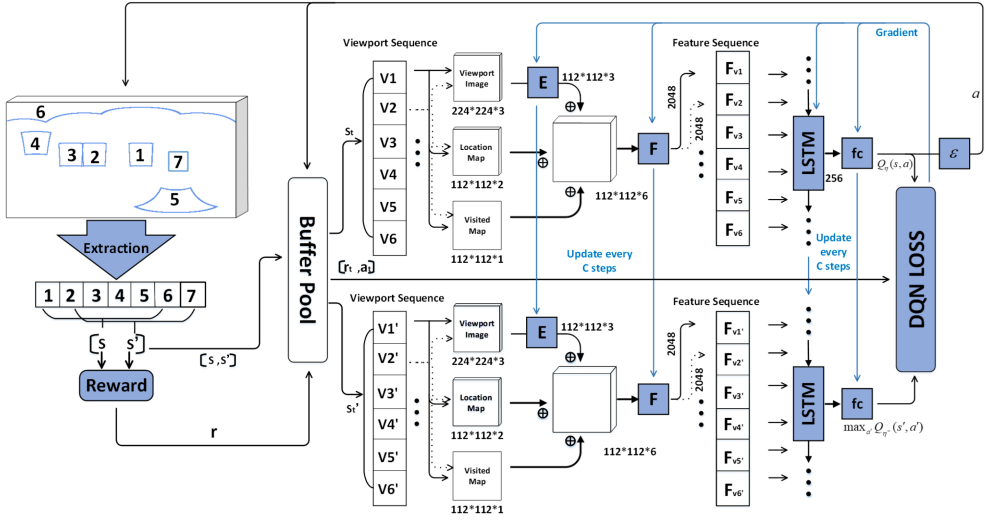 6
4
3
2
1
7
5
Extraction
1
2
3
4
5
6
7
[s
s']
Reward
r
[s ,s']
Buffer Pool
St
[rt ,at]
St'
Viewport Sequence
V1
V2
V3
V4
V5
V6
Viewport
Image
224*224*3
Location
Map
112*112*2
Visited
Map
112*112*1
E
112*112*3
⊕
⊕
⊕
112*112*6
F
2048
2048
Feature Sequence
Fv1
Fv2
Fv3
Fv4
Fv5
Fv6
LSTM
256
fc
Gradient
Qη(s,a)
ε
a
Update every
C steps
Update
every
C steps
DQN LOSS
Viewport Sequence
V1'
V2'
V3'
V4'
V5'
V6'
Viewport
Image
224*224*3
Location
Map
112*112*2
Visited
Map
112*112*1
E
112*112*3
⊕
⊕
⊕
112*112*6
F
2048
2048
Feature Sequence
Fv1'
Fv2'
Fv3'
Fv4'
Fv5'
Fv6'
LSTM
fc
maxa' Qη-(s',a')